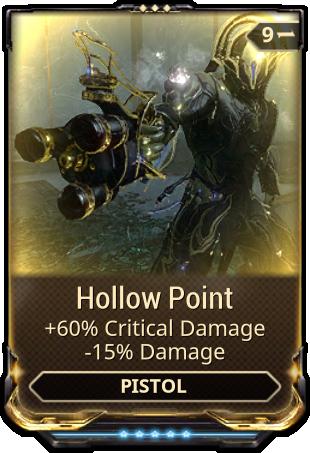 9
Hollow Point
+60% Critical Damage
-15% Damage
PISTOL